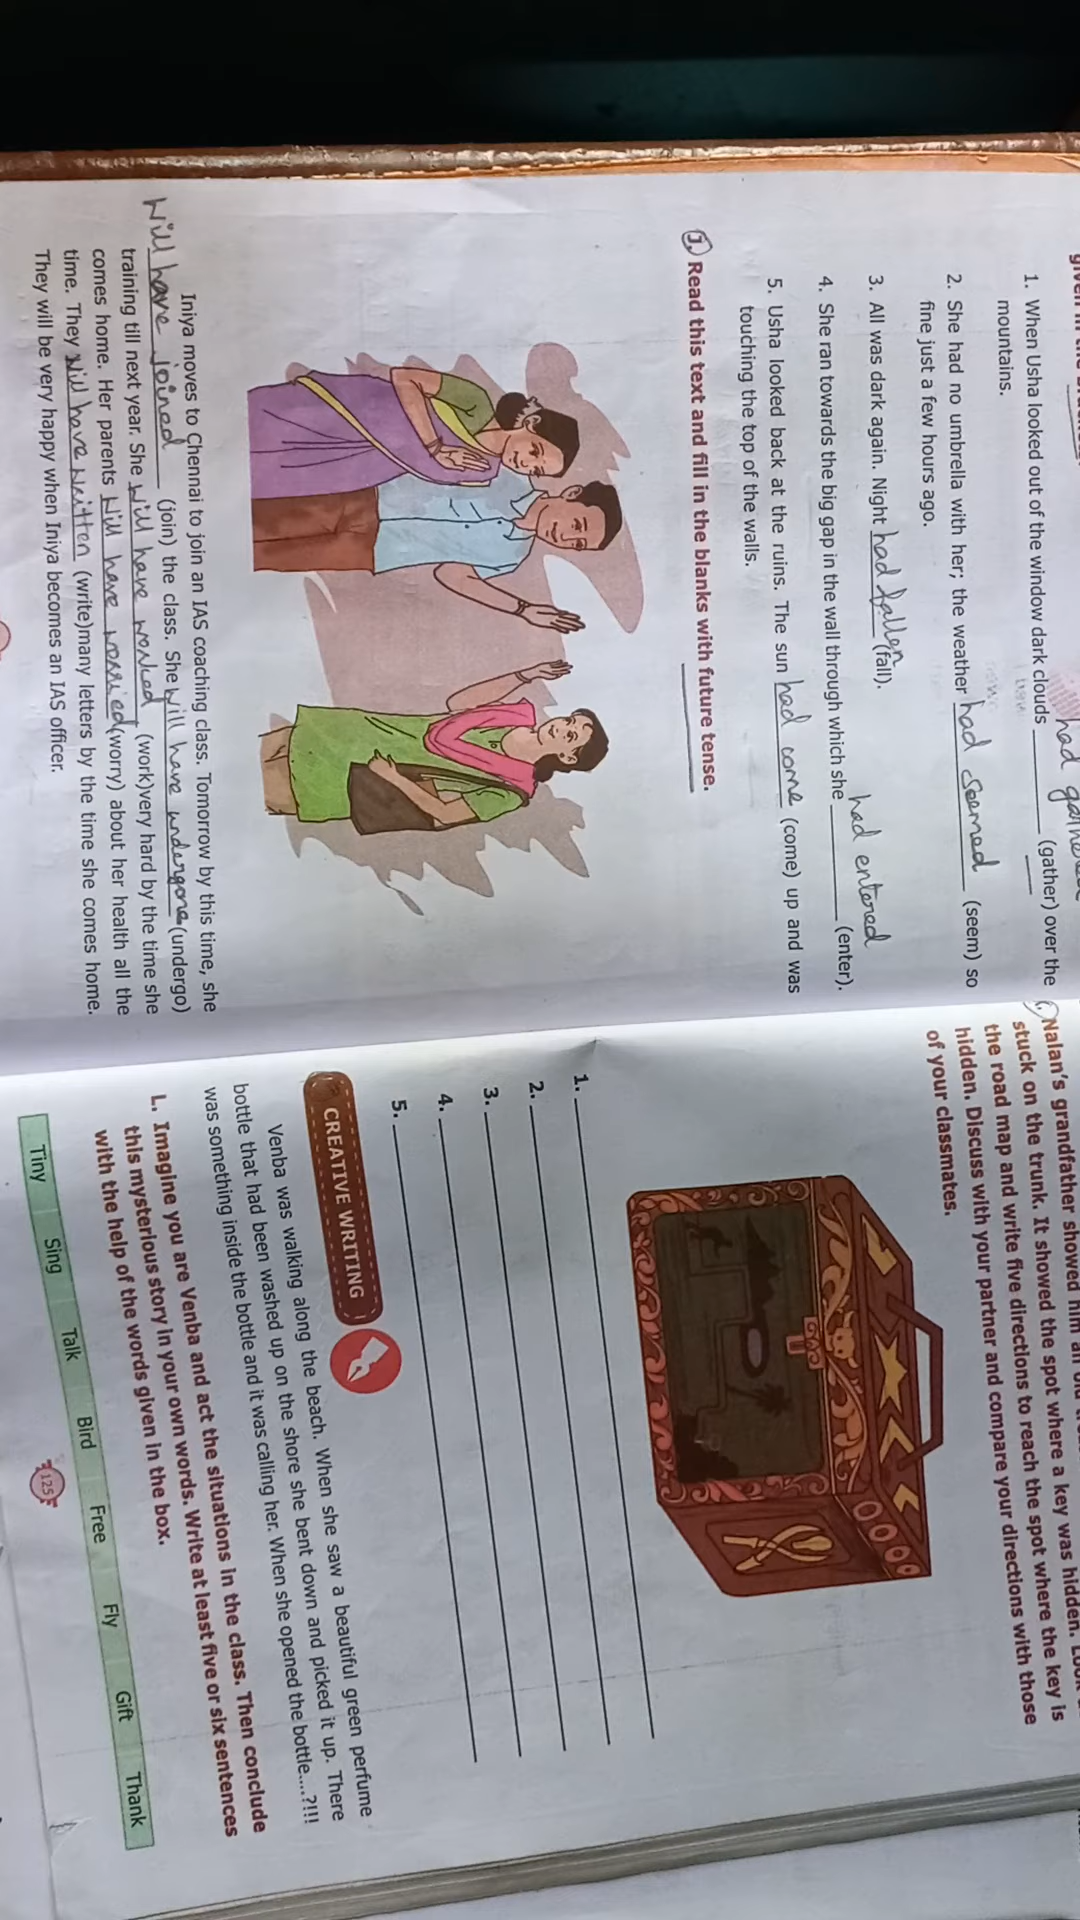 1. When Usha looked out of the window dark clouds had (gather) over the
mountains.
2. She had no umbrella with her; the weather had seemed (seem) so
fine just a few hours ago.
3. All was dark again. Night had fallen (fall).
4. She ran towards the big gap in the wall through which she had entered (enter).
5. Usha looked back at the ruins. The sun had come (come) up and was
touching the top of the walls.
J. Read this text and fill in the blanks with future tense.
Iniya moves to Chennai to join an IAS coaching class. Tomorrow by this time, she
Will have joined (join) the class. She will have undergone (undergo)
training till next year. She will have worked (work)very hard by the time she
comes home. Her parents Will have worried (worry) about her health all the
time. They will have written (write)many letters by the time she comes home.
They will be very happy when Iniya becomes an IAS officer.
Nalan's grandfather showed him an
stuck on the trunk. It showed the spot where a key was hidden.
the road map and write five directions to reach the spot where the key is
hidden. Discuss with your partner and compare your directions with those
of your classmates.
1.
2.
3.
4.
5.
CREATIVE WRITING
Venba was walking along the beach. When she saw a beautiful green perfume
bottle that had been washed up on the shore she bent down and picked it up. There
was something inside the bottle and it was calling her. When she opened the bottle....?!!!
L. Imagine you are Venba and act the situations in the class. Then conclude
this mysterious story in your own words. Write at least five or six sentences
with the help of the words given in the box.
Tiny Sing Talk Bird Free Fly Gift Thank
125